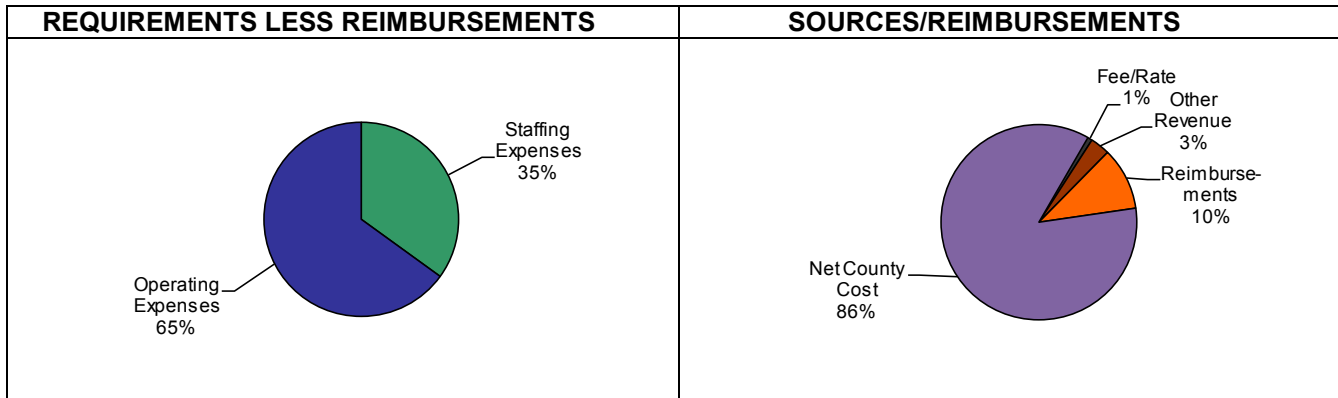 REQUIREMENTS LESS REIMBURSEMENTS
Staffing
Expenses
35%
Operating
Expenses
65%
SOURCES/REIMBURSEMENTS
Fee/Rate
1%
Other
Revenue
3%
Reimburse-
ments
10%
Net County
Cost
86%